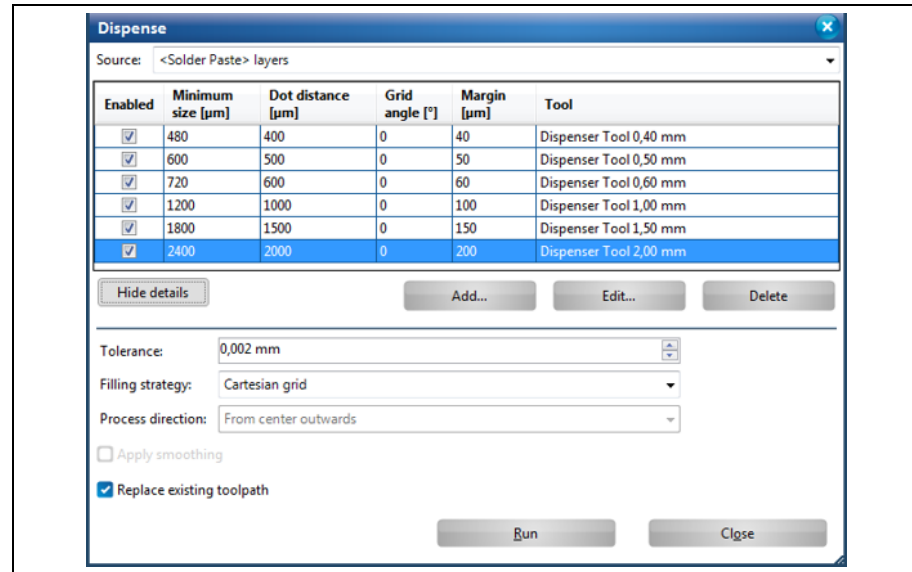 Dispense
Source: <Solder Paste> layers
Enabled Minimum size [µm] Dot distance [µm] Grid angle [°] Margin [µm] Tool
480 400 0 40 Dispenser Tool 0,40 mm
600 500 0 50 Dispenser Tool 0,50 mm
720 600 0 60 Dispenser Tool 0,60 mm
1200 1000 0 100 Dispenser Tool 1,00 mm
1800 1500 0 150 Dispenser Tool 1,50 mm
2400 2000 0 200 Dispenser Tool 2,00 mm
Hide details Add... Edit... Delete
Tolerance: 0,002 mm
Filling strategy: Cartesian grid
Process direction: From center outwards
Apply smoothing
Replace existing toolpath
Run Close